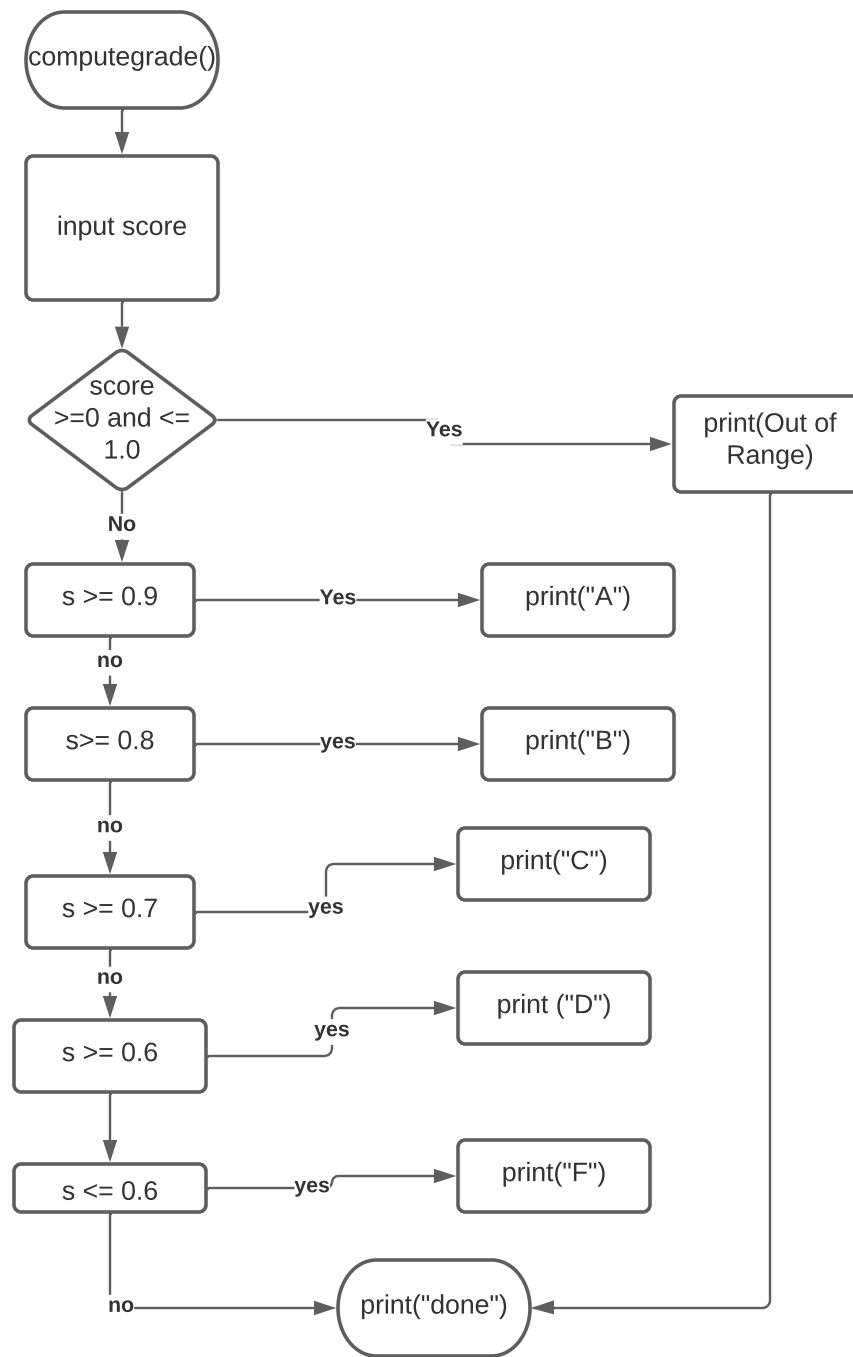 computegrade()
input score
score
>=0 and <=
1.0
Yes
print(Out of
Range)
No
s >= 0.9
Yes
print("A")
no
s>= 0.8
yes
print("B")
no
s >= 0.7
yes
print("C")
no
s >= 0.6
yes
print ("D")
s <= 0.6
yes
print("F")
no
print("done")